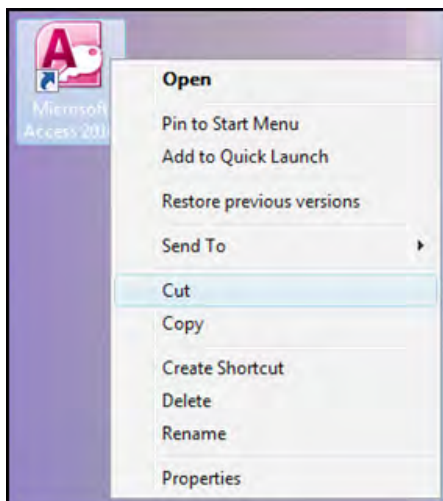 Microsoft
Access 201
Open
Pin to Start Menu
Add to Quick Launch
Restore previous versions
Send To
Cut
Copy
Create Shortcut
Delete
Rename
Properties